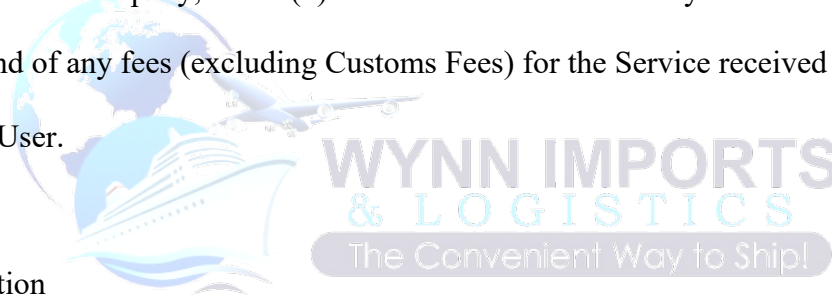 nd of any fees (excluding Customs Fees) for the Service received
User.
WYNN IMPORTS
& LOGISTICS
The Convenient Way to Ship!
tion